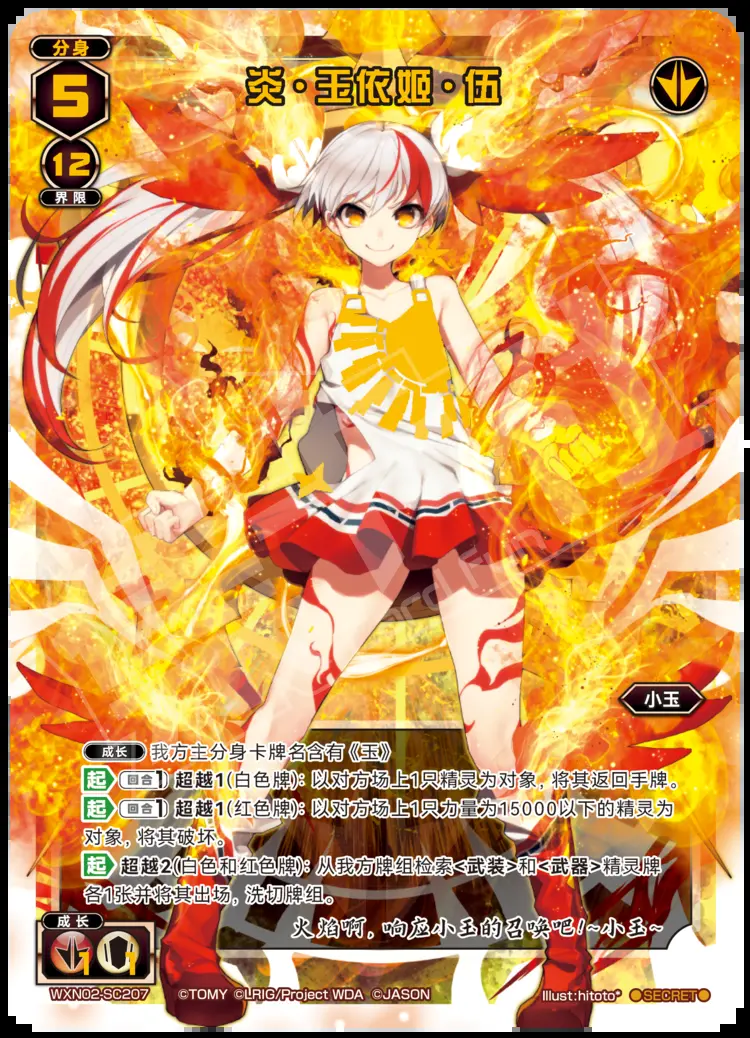 分身
5
炎·玉依姬·伍
12
界限
小玉
成长 我方主分身卡牌名含有《玉》
起 回合1 超越1(白色牌): 以对方场上1只精灵为对象, 将其返回手牌。
起 回合1 超越1(红色牌): 以对方场上1只力量为15000以下的精灵为
对象, 将其破坏。
起 超越2(白色和红色牌): 从我方牌组检索<武装>和<武器>精灵牌
各1张并将其出场, 洗切牌组。
火焰啊, 响应小玉的召唤吧!~小玉~
成长
1 1
WXN02-SC207 ©TOMY ©LRIG/Project WDA ©JASON Illust:hitoto* ●SECRET●